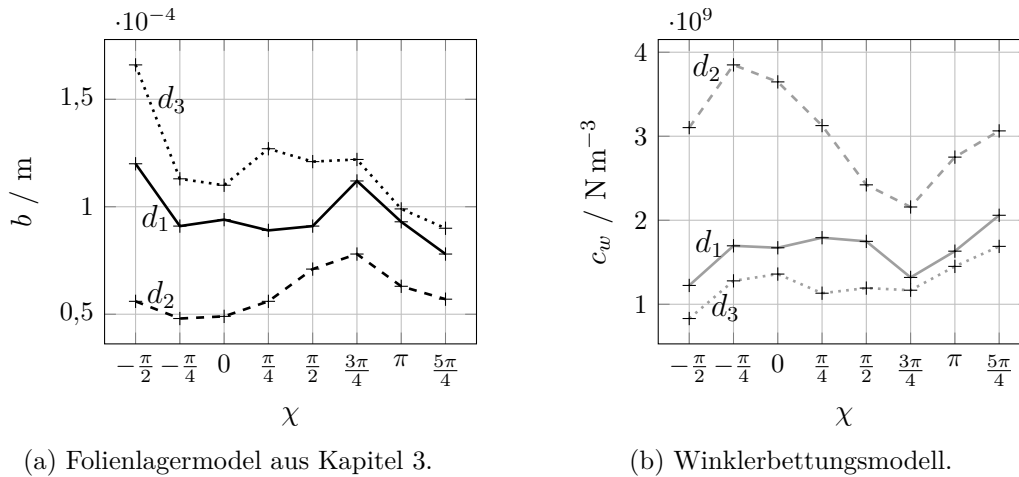 ·10⁻⁴
1,5
1
0,5
b / m
d₃
d₁
d₂
−π/2 −π/4 0 π/4 π/2 3π/4 π 5π/4
χ
(a) Folienlagermodel aus Kapitel 3.
·10⁹
4
3
2
1
c_w / N m⁻³
d₂
d₁
d₃
−π/2 −π/4 0 π/4 π/2 3π/4 π 5π/4
χ
(b) Winklerbettungsmodell.